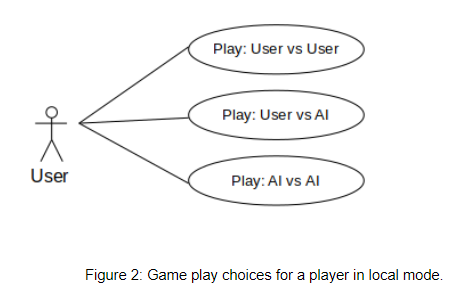 Play: User vs User
Play: User vs AI
Play: AI vs AI
User
Figure 2: Game play choices for a player in local mode.